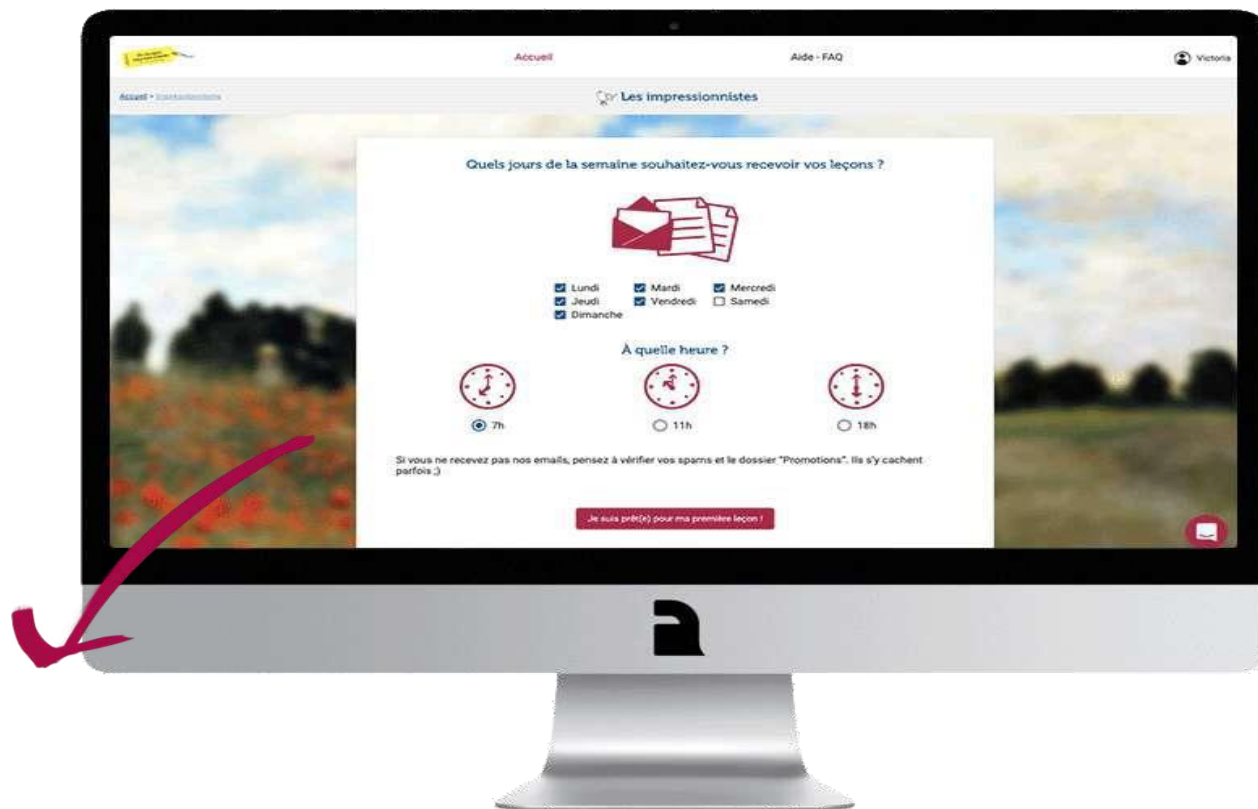 Accueil
Aide - FAQ
Victoria
Accueil >
Les impressionnistes
Quels jours de la semaine souhaitez-vous recevoir vos leçons ?
Lundi Mardi Mercredi
Jeudi Vendredi Samedi
Dimanche
À quelle heure ?
7h 11h 18h
Si vous ne recevez pas nos emails, pensez à vérifier vos spams et le dossier "Promotions". Ils s'y cachent
parfois ;)
Je suis prêt(e) pour ma première leçon !